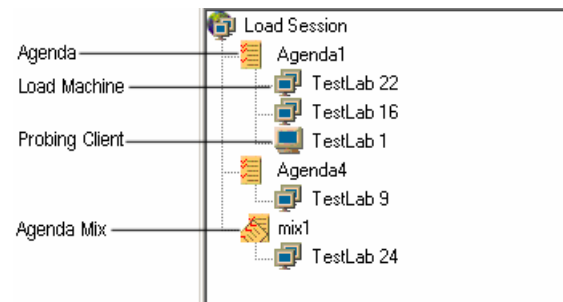 Load Session
Agenda Agenda1
Load Machine TestLab 22
TestLab 16
Probing Client TestLab 1
Agenda4
TestLab 9
Agenda Mix mix1
TestLab 24